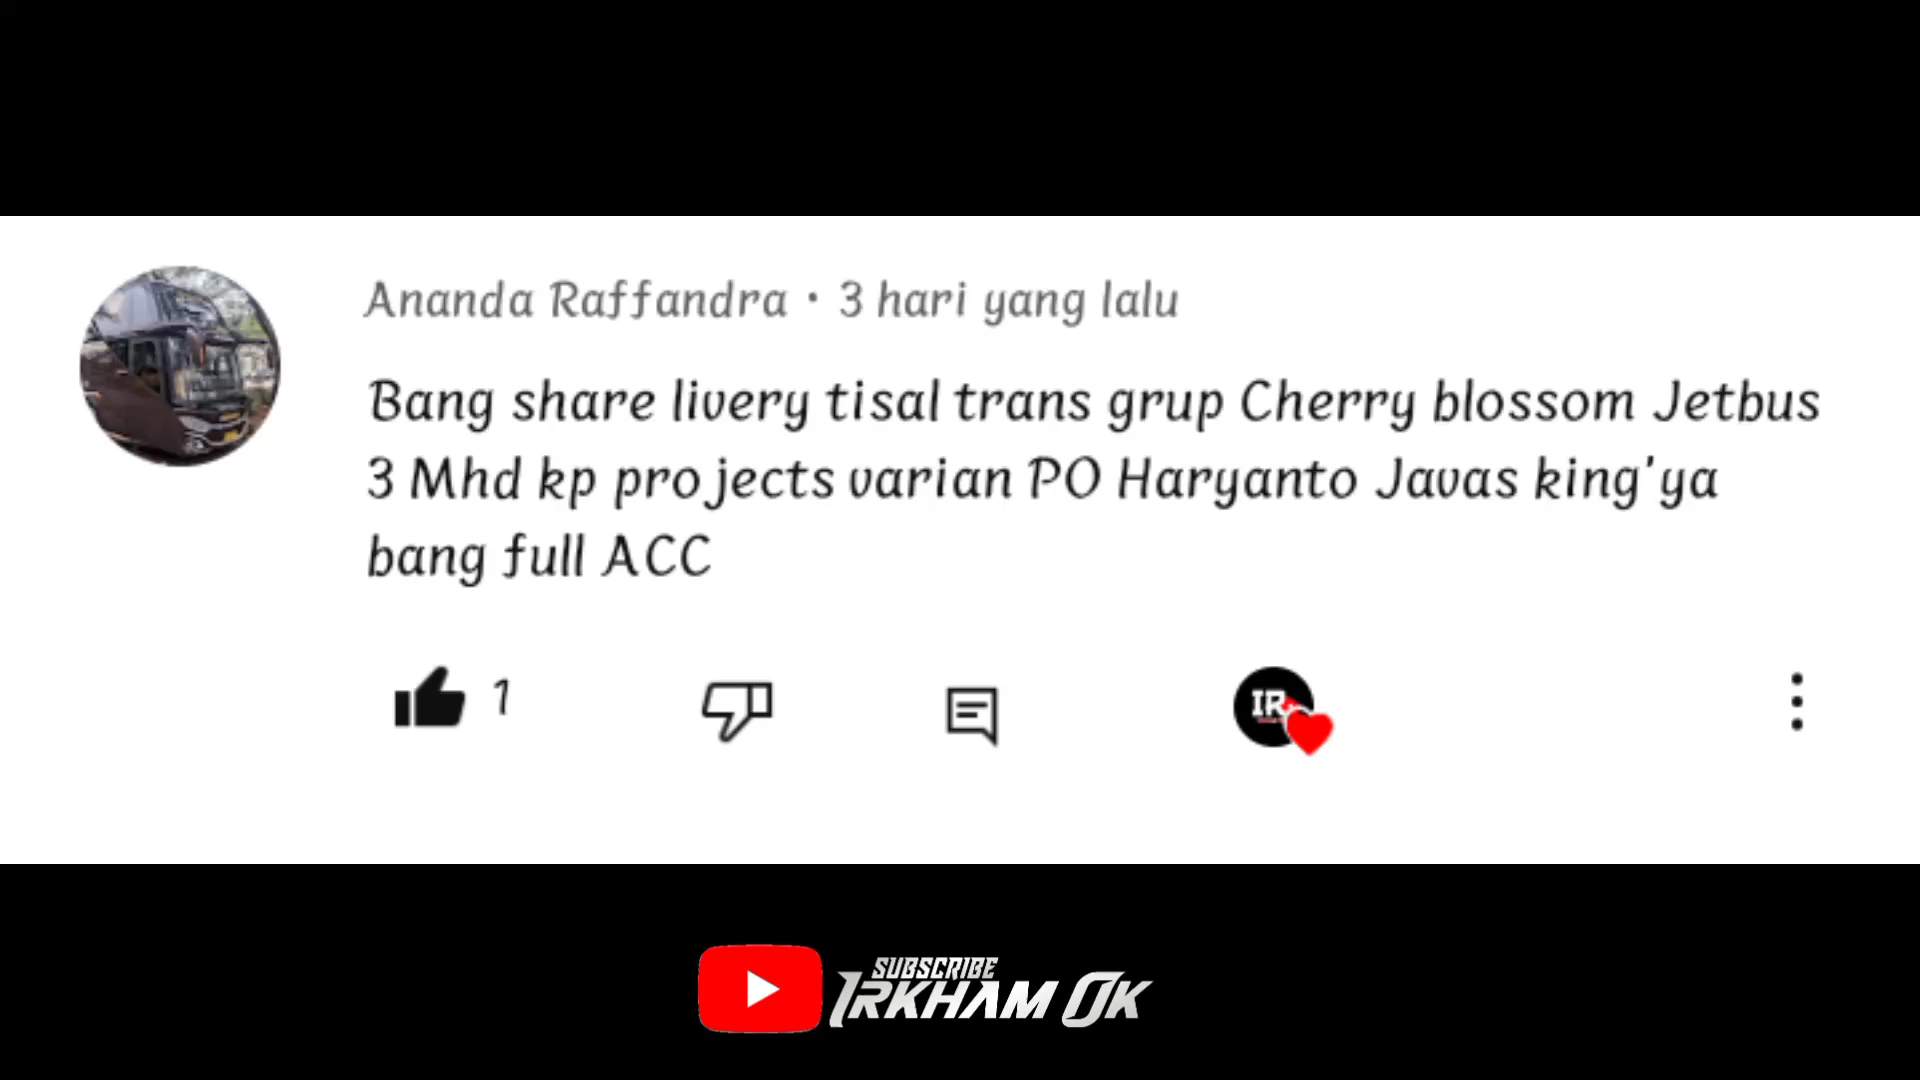 Ananda Raffandra • 3 hari yang lalu
Bang share livery tisal trans grup Cherry blossom Jetbus
3 Mhd kp projects varian PO Haryanto Javas king'ya
bang full ACC
1
IR
SUBSCRIBE
IRKHAM OK